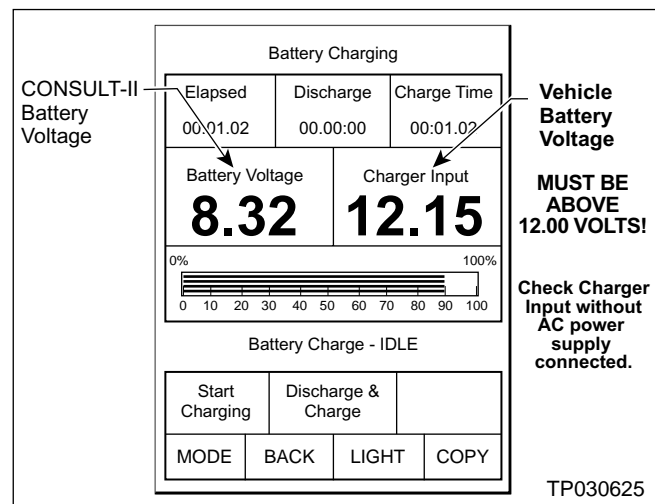 Battery Charging
CONSULT-II
Battery
Voltage
Elapsed
Discharge
Charge Time
00:01.02
00.00:00
00:01.02
Vehicle
Battery
Voltage
Battery Voltage
Charger Input
8.32
12.15
MUST BE
ABOVE
12.00 VOLTS!
0%
100%
0 10 20 30 40 50 60 70 80 90 100
Check Charger
Input without
AC power
supply
connected.
Battery Charge - IDLE
Start
Charging
Discharge &
Charge
MODE
BACK
LIGHT
COPY
TP030625